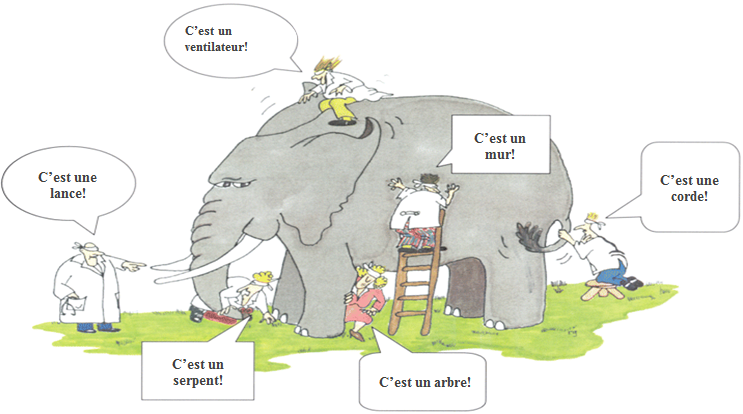 C’est un
ventilateur!
C’est un
mur!
C’est une
lance!
C’est une
corde!
C’est un
serpent!
C’est un arbre!